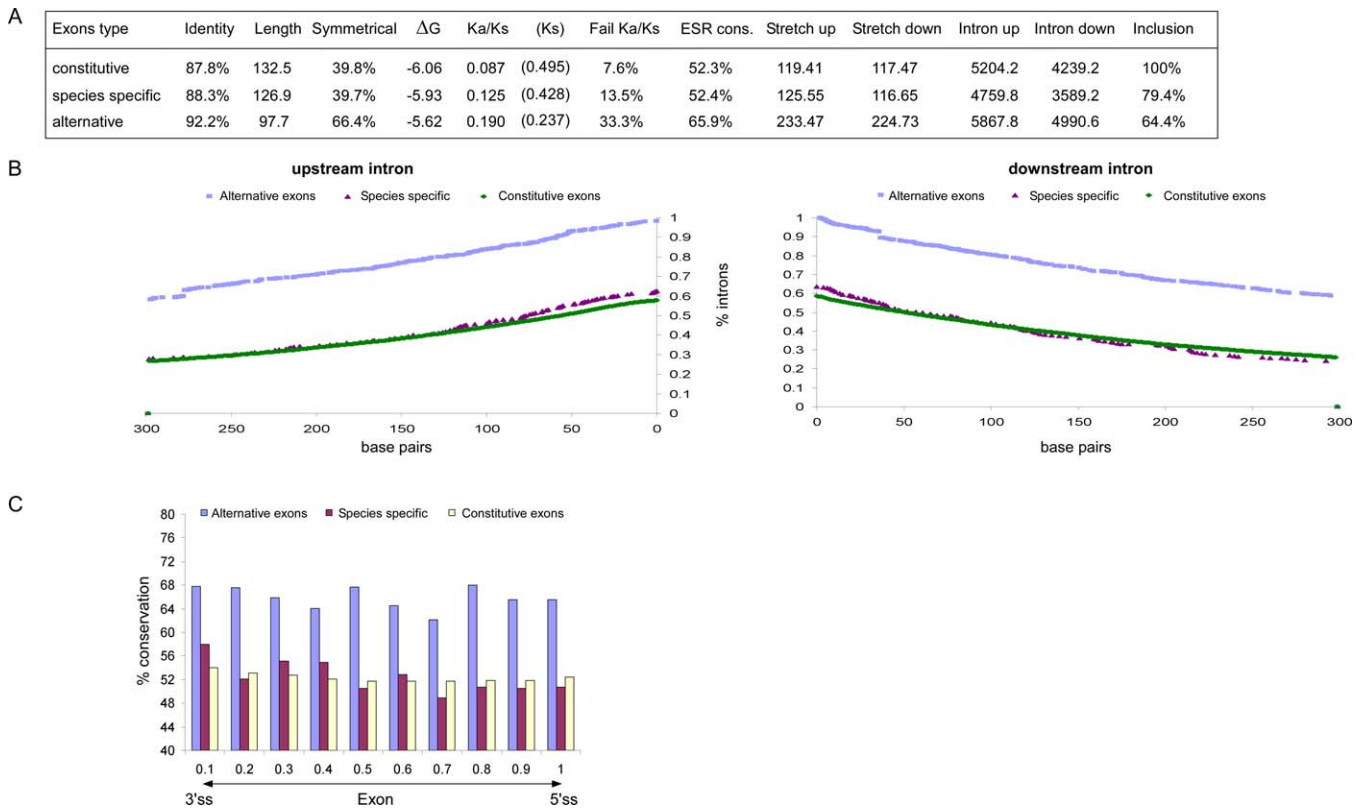 A
Exons type Identity Length Symmetrical ΔG Ka/Ks (Ks) Fail Ka/Ks ESR cons. Stretch up Stretch down Intron up Intron down Inclusion
constitutive 87.8% 132.5 39.8% -6.06 0.087 (0.495) 7.6% 52.3% 119.41 117.47 5204.2 4239.2 100%
species specific 88.3% 126.9 39.7% -5.93 0.125 (0.428) 13.5% 52.4% 125.55 116.65 4759.8 3589.2 79.4%
alternative 92.2% 97.7 66.4% -5.62 0.190 (0.237) 33.3% 65.9% 233.47 224.73 5867.8 4990.6 64.4%
B
upstream intron
Alternative exons Species specific Constitutive exons
1
0.9
0.8
0.7
0.6
0.5
0.4
0.3
0.2
0.1
0
% introns
300 250 200 150 100 50 0
base pairs
downstream intron
Alternative exons Species specific Constitutive exons
1
0.9
0.8
0.7
0.6
0.5
0.4
0.3
0.2
0.1
0
0 50 100 150 200 250 300
base pairs
C
Alternative exons Species specific Constitutive exons
% conservation
80
76
72
68
64
60
56
52
48
44
40
0.1 0.2 0.3 0.4 0.5 0.6 0.7 0.8 0.9 1
3'ss Exon 5'ss